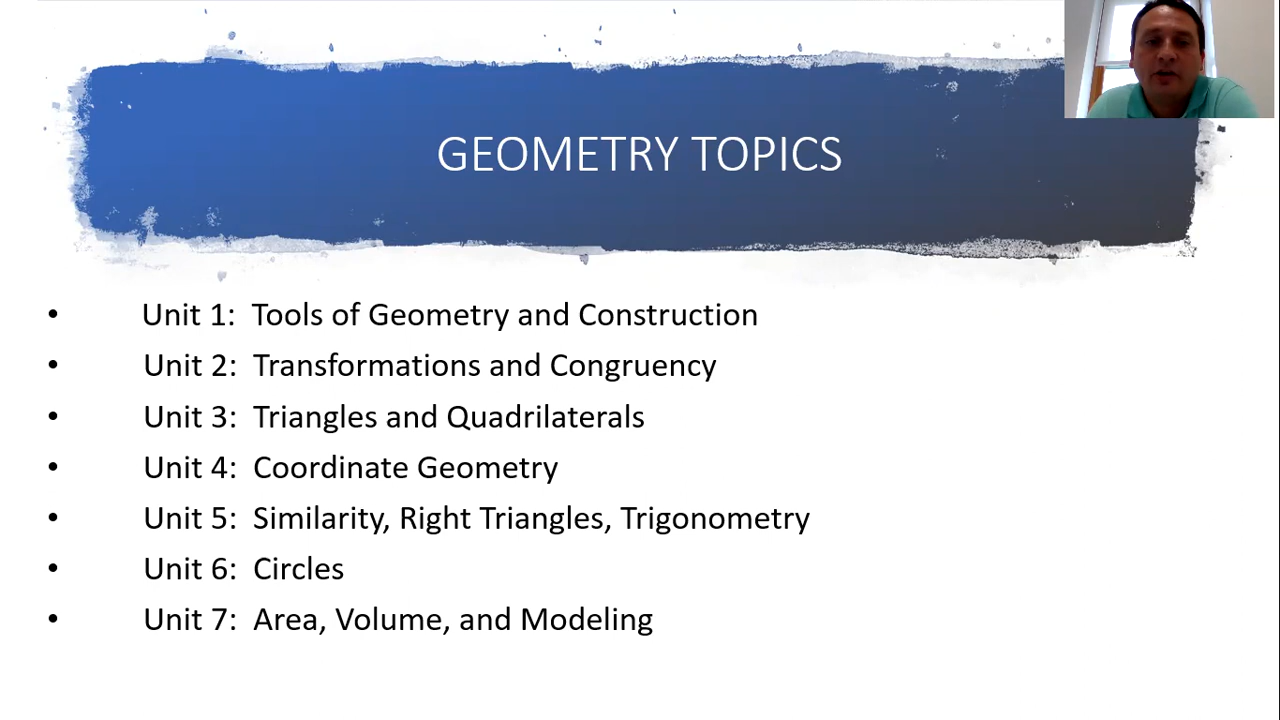 GEOMETRY TOPICS
• Unit 1: Tools of Geometry and Construction
• Unit 2: Transformations and Congruency
• Unit 3: Triangles and Quadrilaterals
• Unit 4: Coordinate Geometry
• Unit 5: Similarity, Right Triangles, Trigonometry
• Unit 6: Circles
• Unit 7: Area, Volume, and Modeling